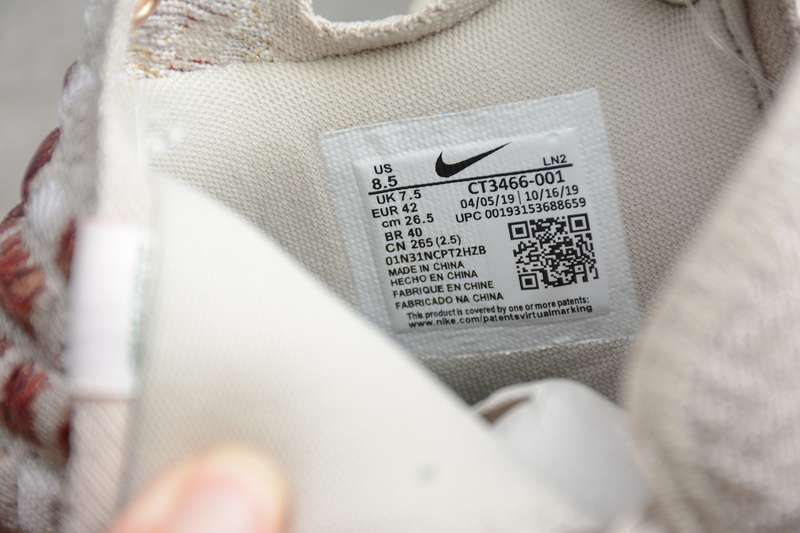 US
8.5
LN2
UK 7.5
CT3466-001
EUR 42
04/05/19 10/16/19
cm 26.5
UPC 00193153688659
BR 40
CN 265 (2.5)
01N31NCPT2HZB
MADE IN CHINA
HECHO EN CHINA
FABRIQUE EN CHINE
FABRICADO NA CHINA
This product is covered by one or more patents:
www.nike.com/patentsvirtualmarking